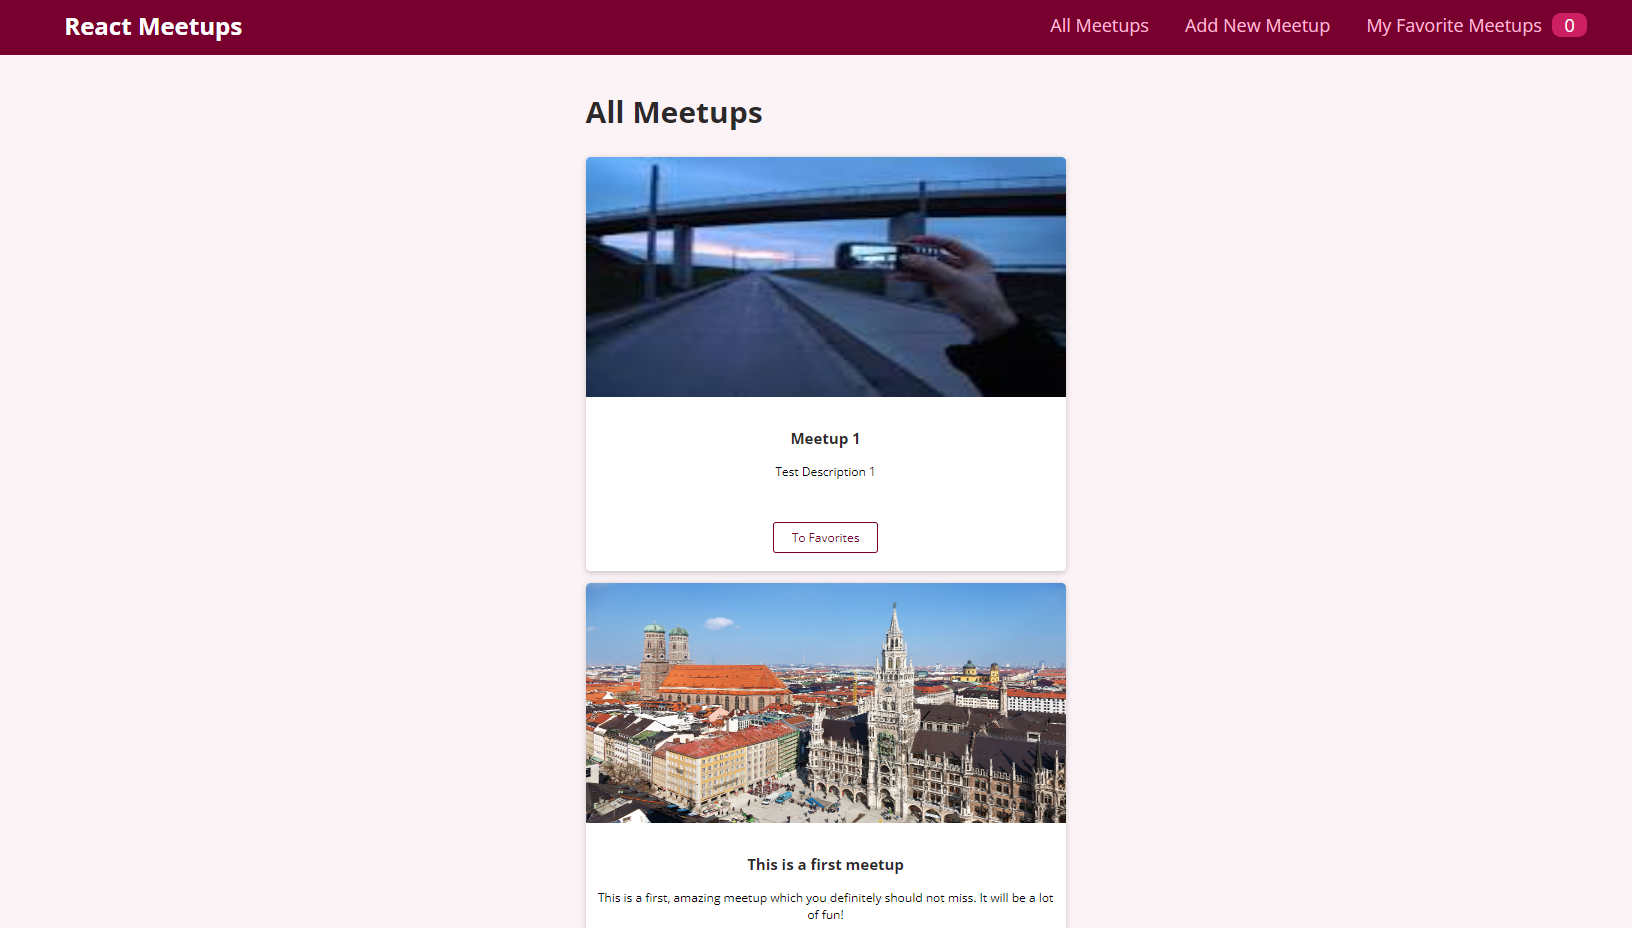 React Meetups
All Meetups
Add New Meetup
My Favorite Meetups 0
All Meetups
Meetup 1
Test Description 1
To Favorites
This is a first meetup
This is a first, amazing meetup which you definitely should not miss. It will be a lot
of fun!